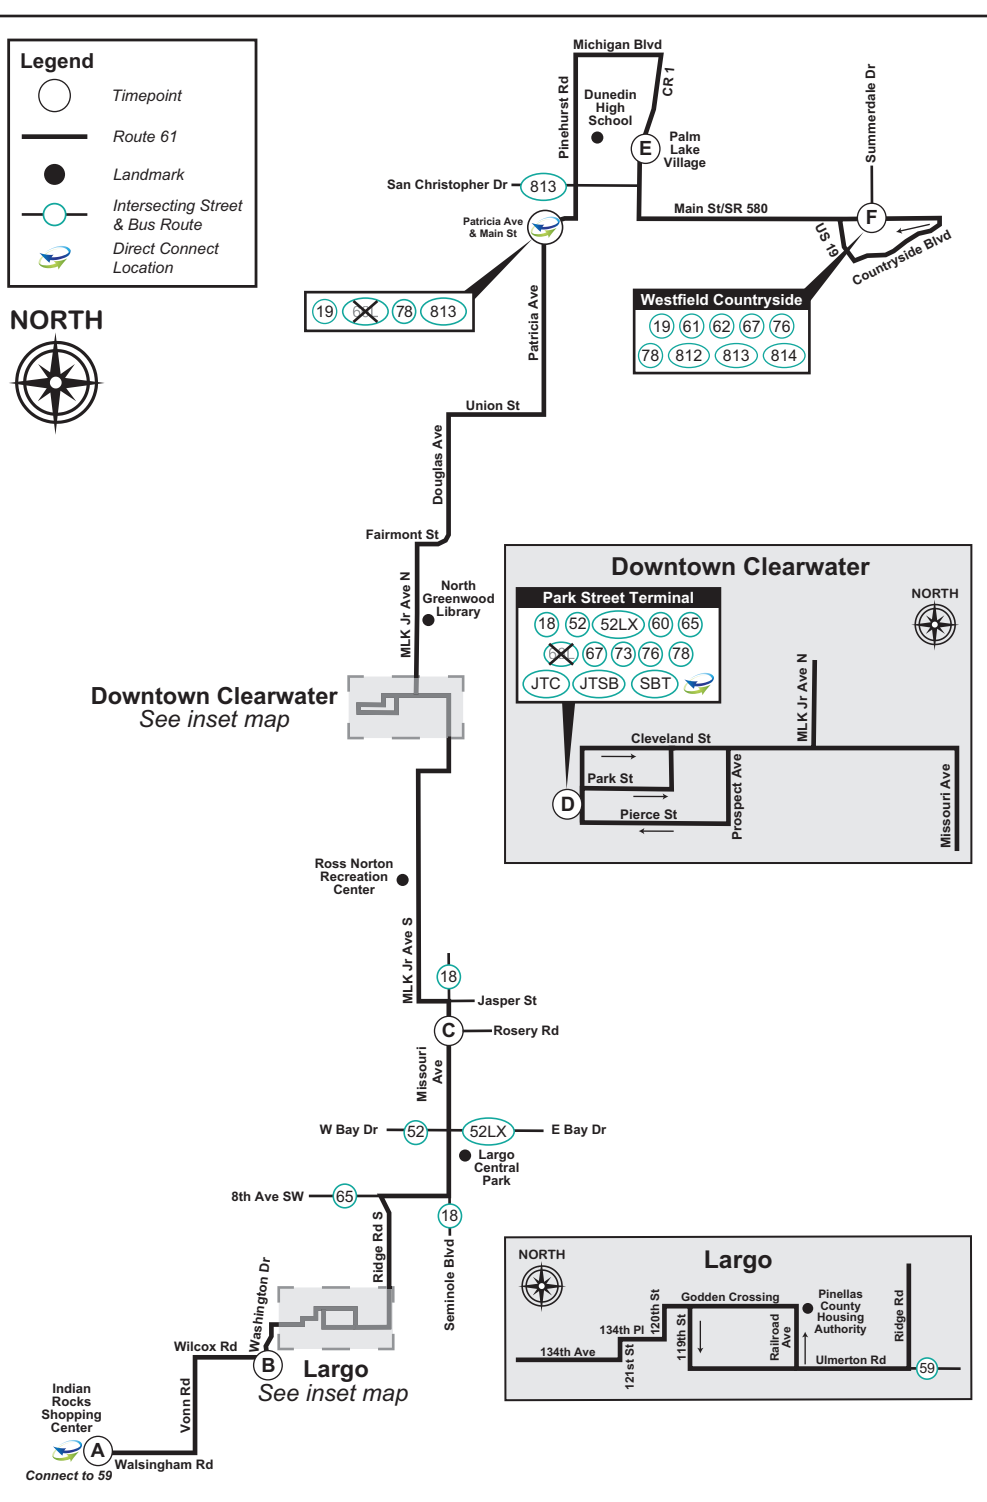 Legend
Timepoint
Route 61
Landmark
Intersecting Street
& Bus Route
Direct Connect
Location
NORTH
Michigan Blvd
Pinehurst Rd
CR 1
Dunedin
High
School
E
Palm
Lake
Village
Summerdale Dr
San Christopher Dr
813
Patricia Ave
& Main St
Main St/SR 580
F
US 19
Countryside Blvd
19
78
813
Westfield Countryside
19
61
62
67
76
78
812
813
814
Patricia Ave
Union St
Douglas Ave
Fairmont St
MLK Jr Ave N
North
Greenwood
Library
Downtown Clearwater
See inset map
Downtown Clearwater
NORTH
Park Street Terminal
18
52
52LX
60
65
67
73
76
78
JTC
JTSB
SBT
MLK Jr Ave N
Cleveland St
Park St
D
Pierce St
Prospect Ave
Missouri Ave
Ross Norton
Recreation
Center
MLK Jr Ave S
18
Jasper St
C
Rosery Rd
Missouri
Ave
W Bay Dr
52
52LX
E Bay Dr
Largo
Central
Park
8th Ave SW
65
18
Ridge Rd S
Seminole Blvd
Washington Dr
Wilcox Rd
B
Largo
See inset map
Vonn Rd
Indian
Rocks
Shopping
Center
A
Walsingham Rd
Connect to 59
NORTH
Largo
Godden Crossing
Pinellas
County
Housing
Authority
Ridge Rd
120th St
134th Pl
119th St
Railroad
Ave
134th Ave
121st St
Ulmerton Rd
59